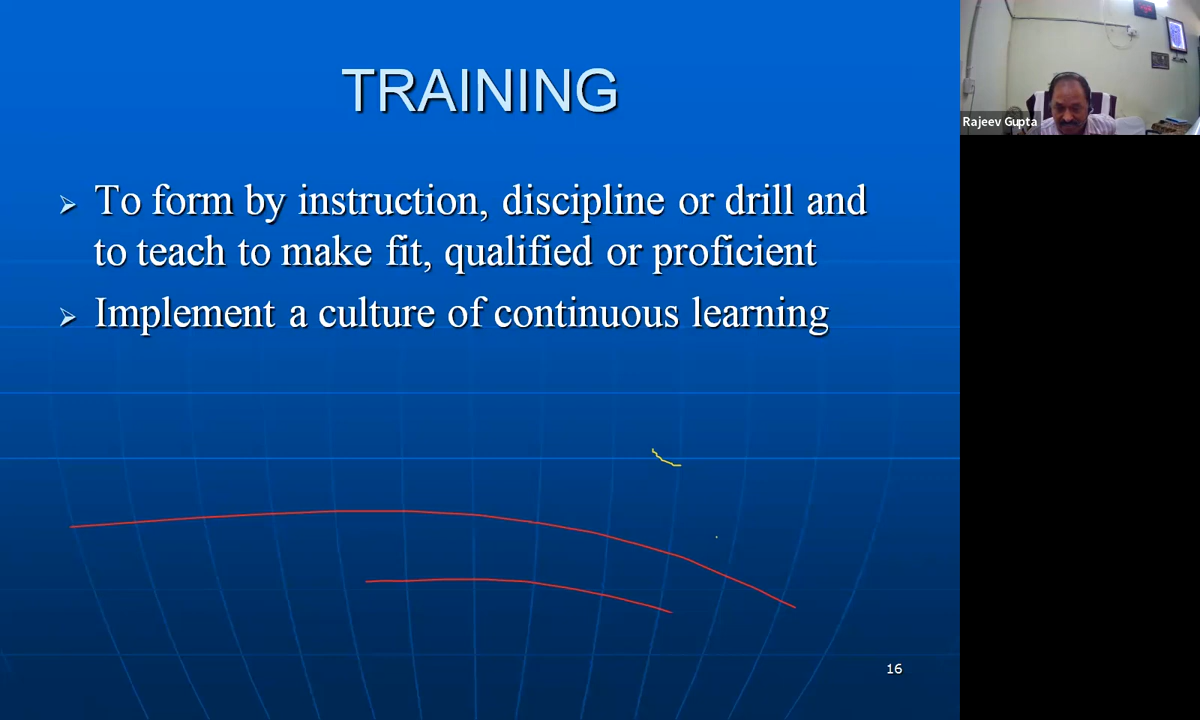 TRAINING
To form by instruction, discipline or drill and
to teach to make fit, qualified or proficient
Implement a culture of continuous learning
16
Rajeev Gupta